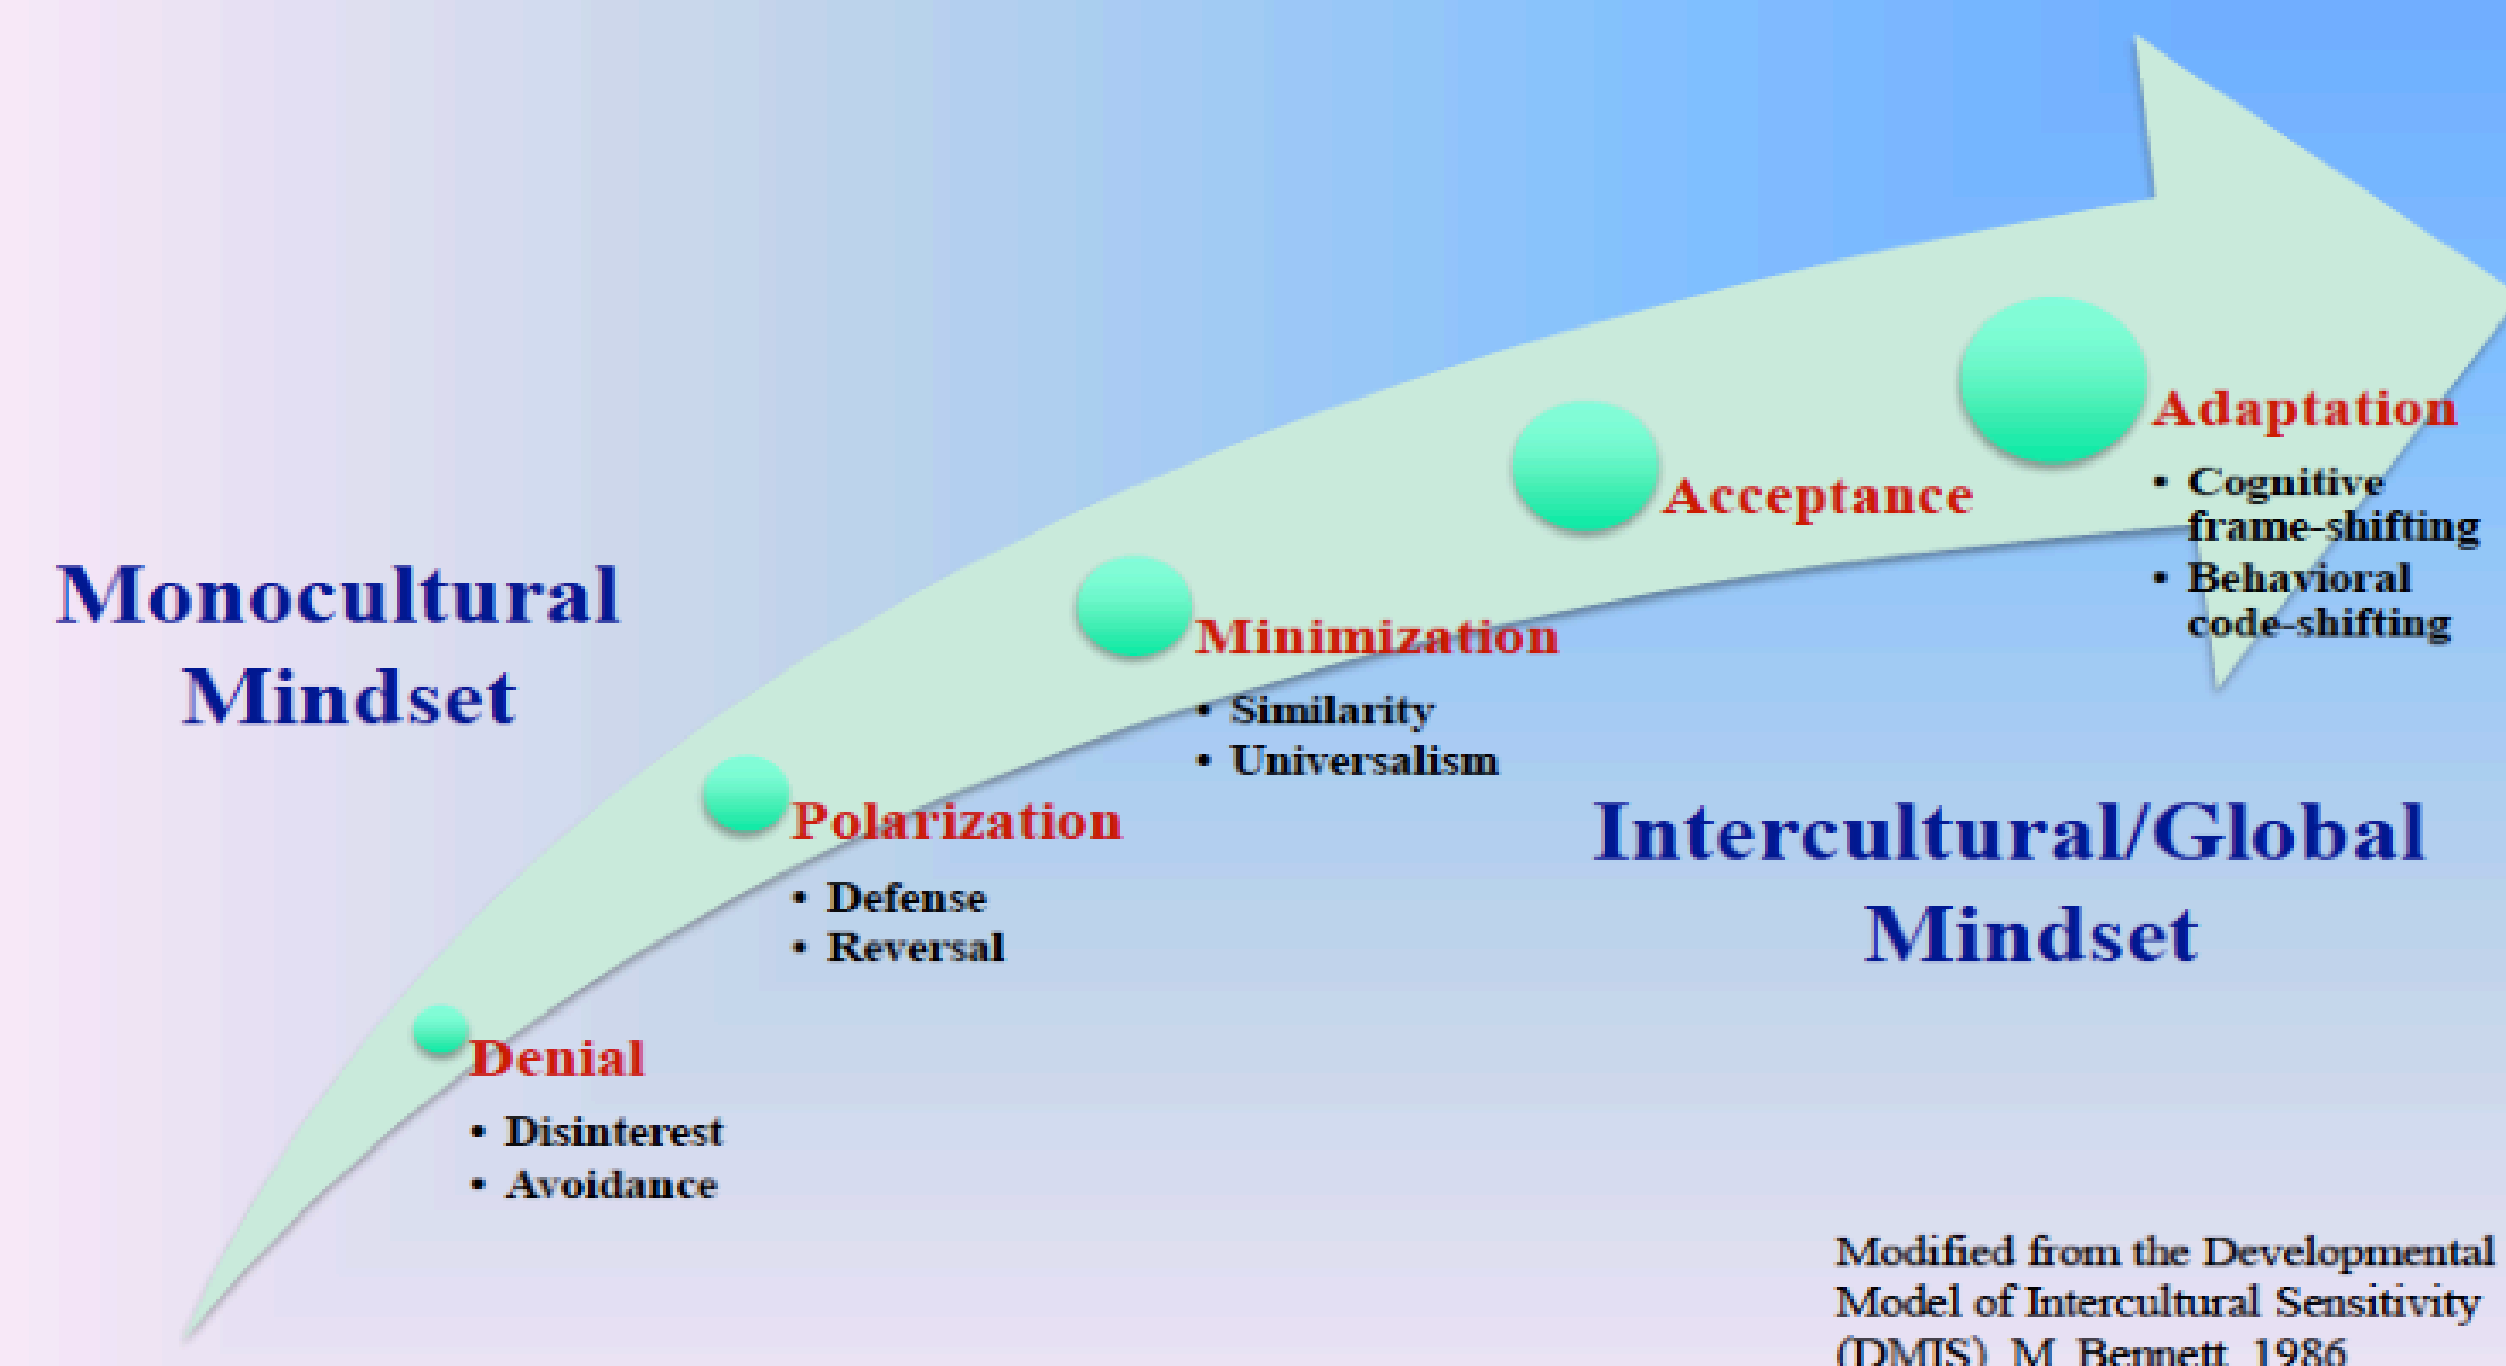 Monocultural
Mindset
Denial
• Disinterest
• Avoidance
Polarization
• Defense
• Reversal
Minimization
• Similarity
• Universalism
Acceptance
Adaptation
• Cognitive
frame-shifting
• Behavioral
code-shifting
Intercultural/Global
Mindset
Modified from the Developmental
Model of Intercultural Sensitivity
(DMIS) M. Bennett, 1986